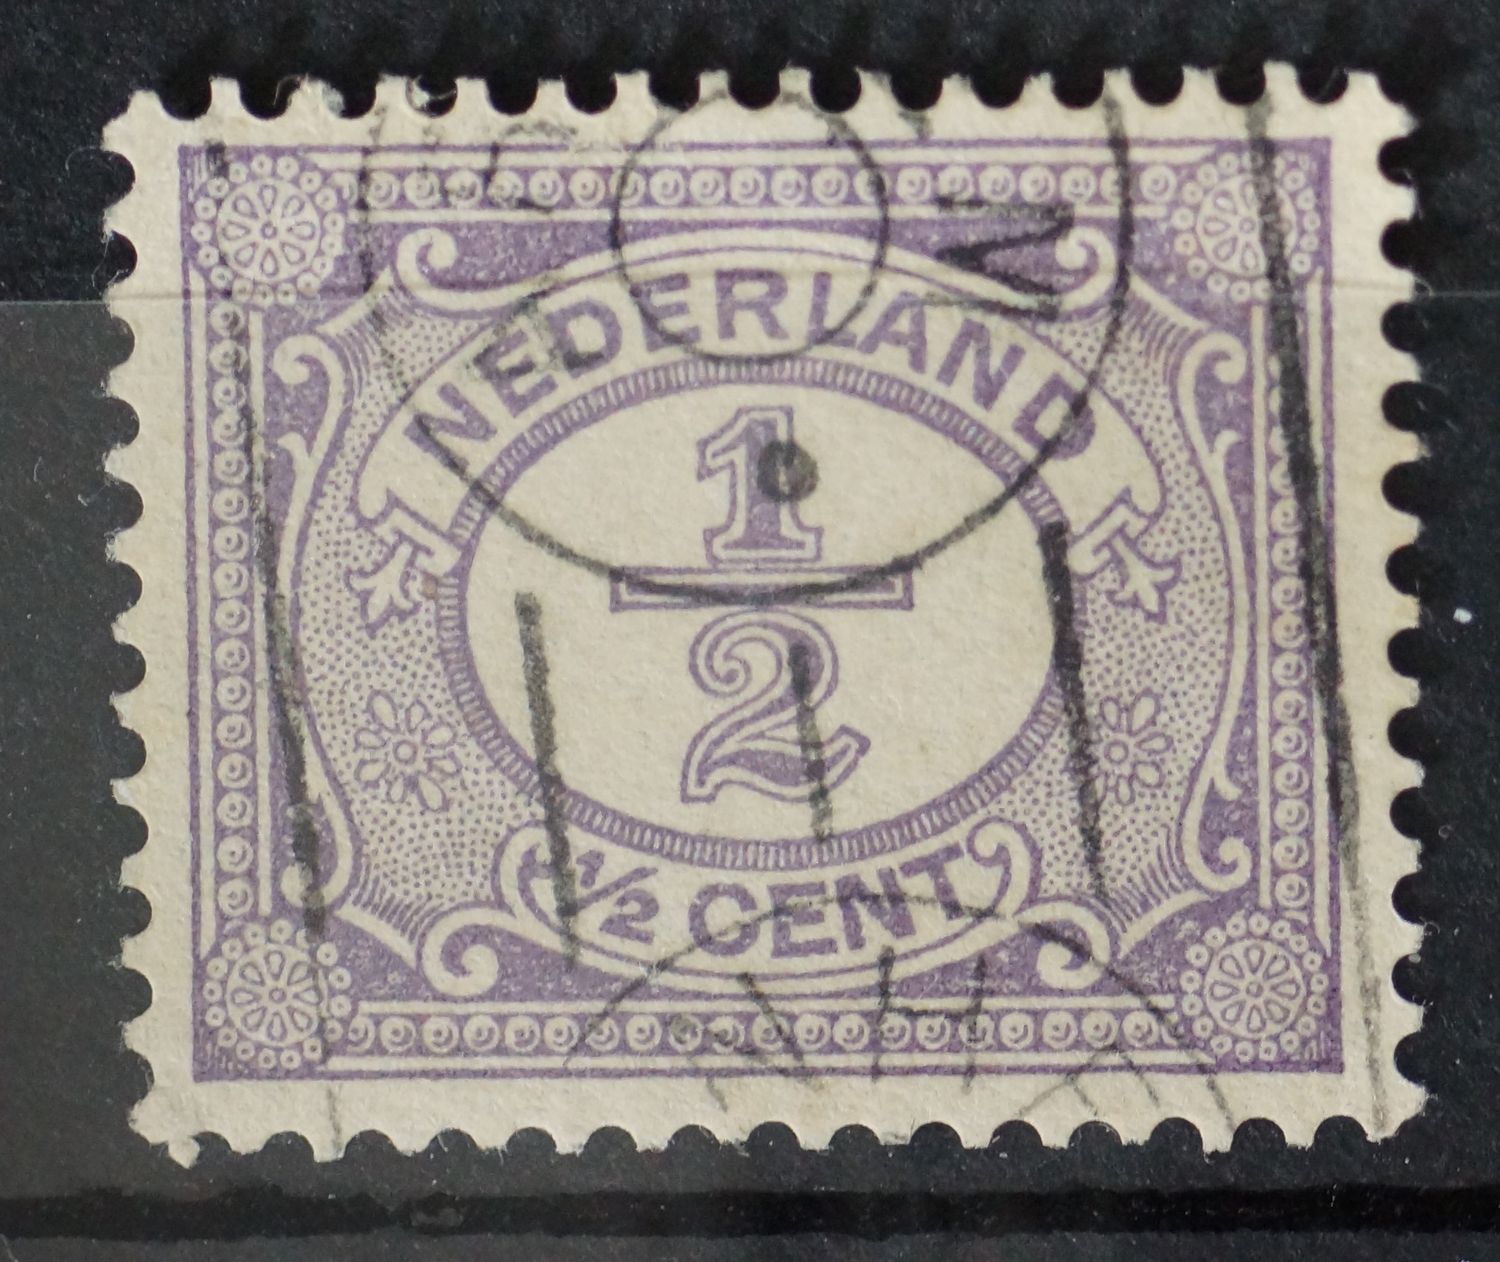 NEDERLAND
1
2
1/2 CENT